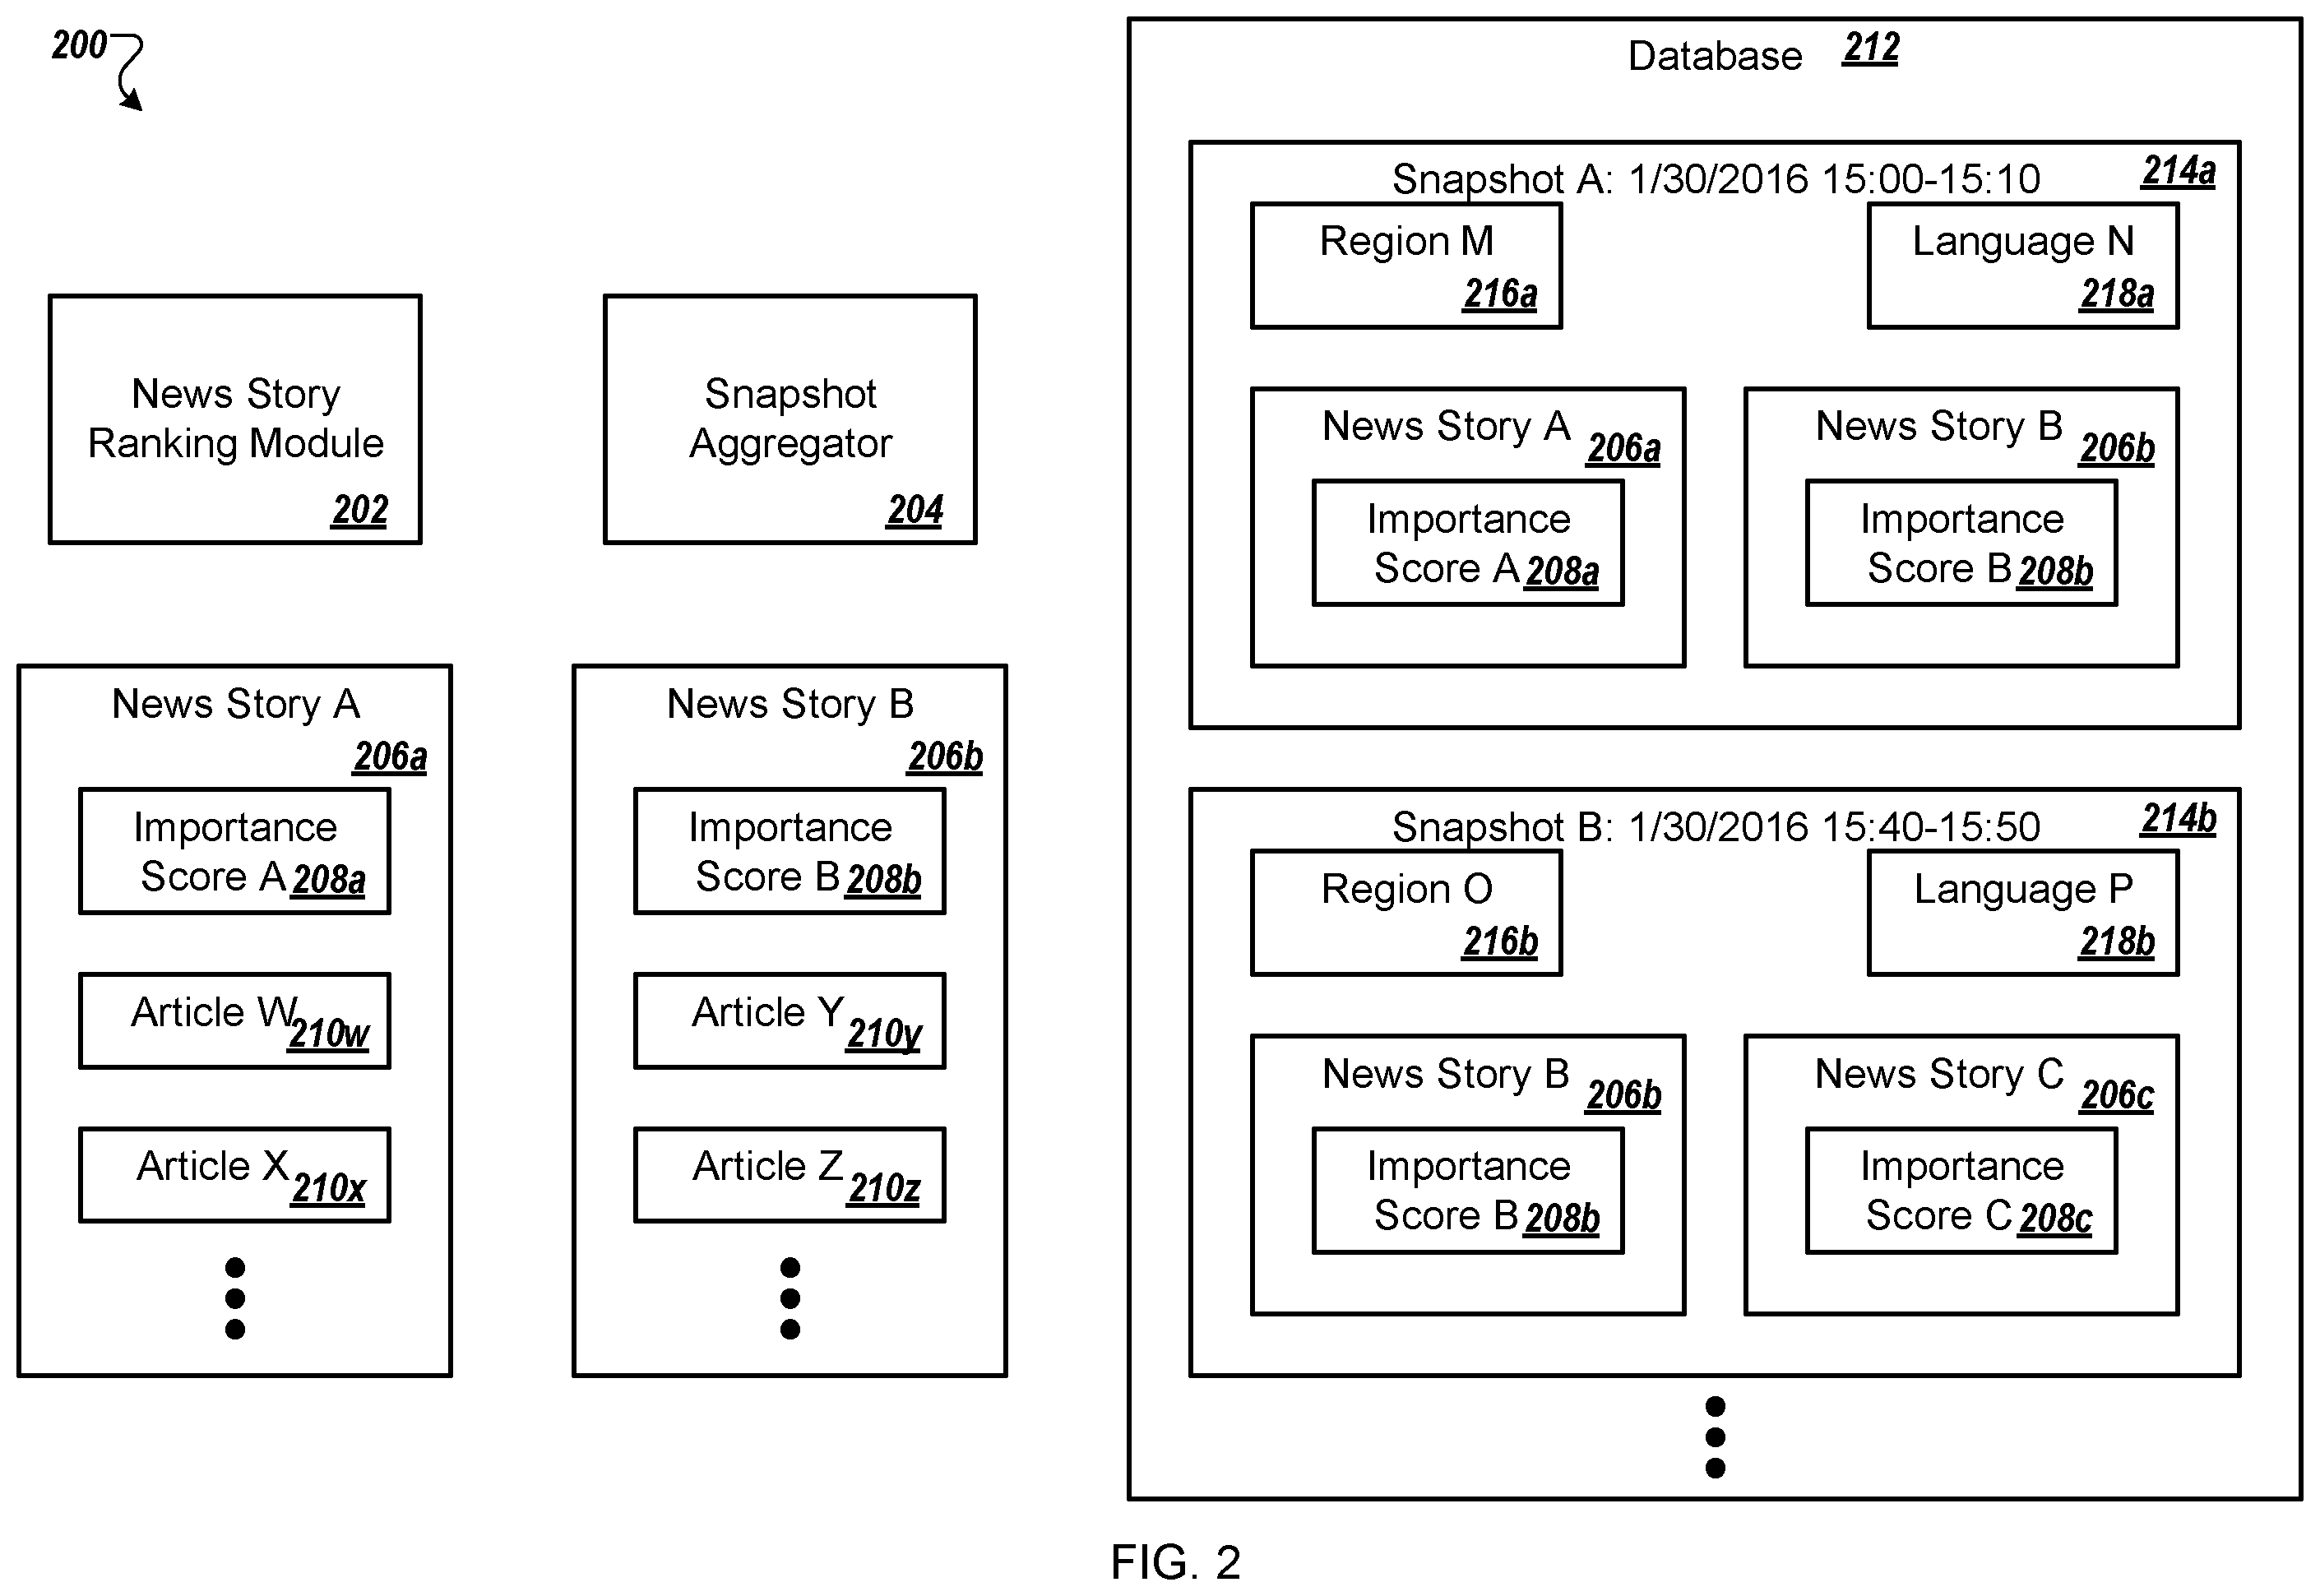 200
News Story
Ranking Module
202
Snapshot
Aggregator
204
News Story A
206a
Importance
Score A 208a
Article W 210w
Article X 210x
News Story B
206b
Importance
Score B 208b
Article Y 210y
Article Z 210z
Database 212
Snapshot A: 1/30/2016 15:00-15:10 214a
Region M
216a
Language N
218a
News Story A 206a
Importance
Score A 208a
News Story B 206b
Importance
Score B 208b
Snapshot B: 1/30/2016 15:40-15:50 214b
Region O
216b
Language P
218b
News Story B 206b
Importance
Score B 208b
News Story C 206c
Importance
Score C 208c
FIG. 2